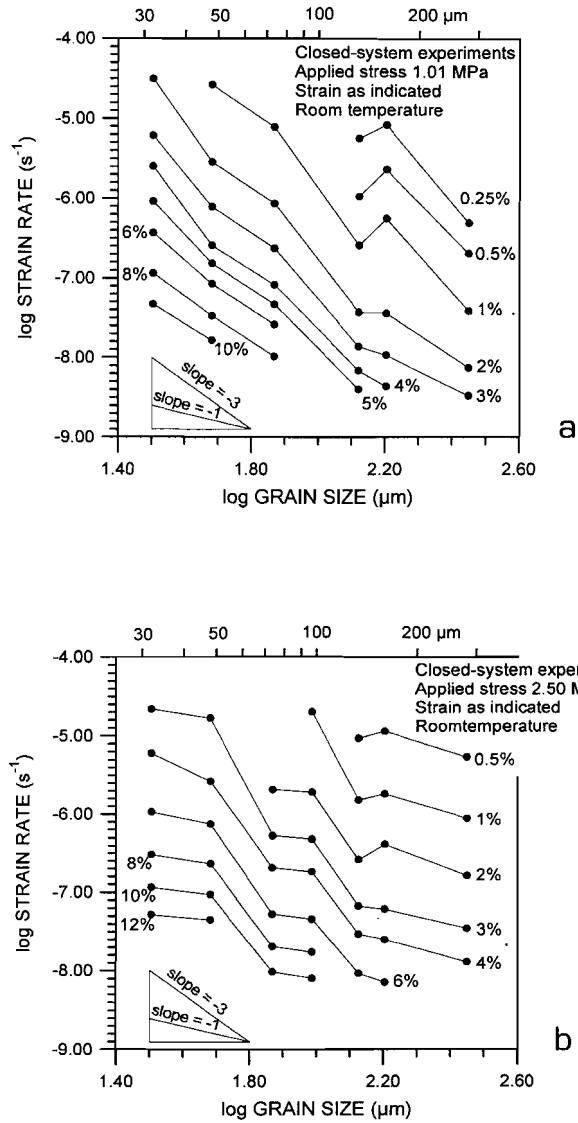 30 50 100 200 µm
-4.00
Closed-system experiments
Applied stress 1.01 MPa
Strain as indicated
Room temperature
-5.00
0.25%
-6.00
6%
0.5%
-7.00
8%
1%
10%
2%
-8.00
4%
3%
5%
slope = -3
slope = -1
-9.00
log STRAIN RATE (s-1)
1.40 1.80 2.20 2.60
log GRAIN SIZE (µm)
a
30 50 100 200 µm
-4.00
Closed-system exper
Applied stress 2.50 M
Strain as indicated
Roomtemperature
-5.00
0.5%
-6.00
1%
8%
2%
-7.00
10%
12%
3%
4%
-8.00
6%
slope = -3
slope = -1
-9.00
log STRAIN RATE (s-1)
1.40 1.80 2.20 2.60
log GRAIN SIZE (µm)
b